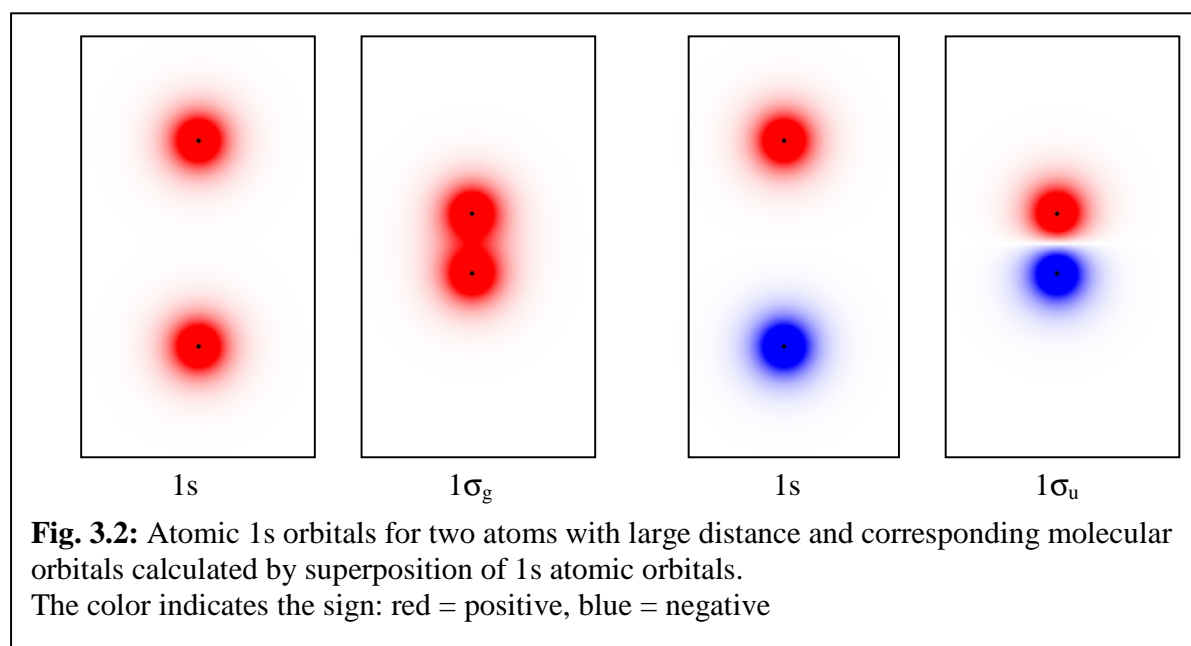 1s 1σg 1s 1σu
Fig. 3.2: Atomic 1s orbitals for two atoms with large distance and corresponding molecular
orbitals calculated by superposition of 1s atomic orbitals.
The color indicates the sign: red = positive, blue = negative